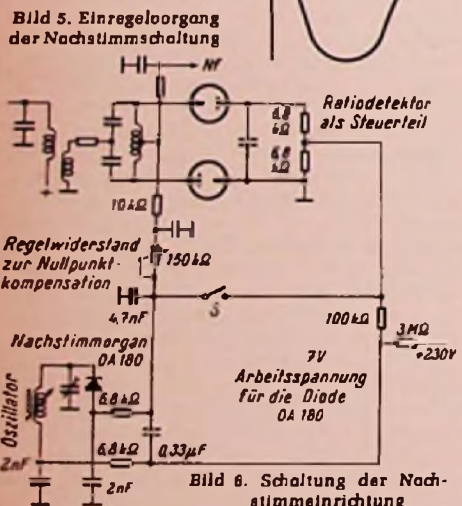 Bild 5. Einregelvorgang
der Nachstimmschaltung
Nf
Ratiodetektor
als Steuerteil
6,8
kΩ
6,8
kΩ
10kΩ
Regelwiderstand
zur Nullpunkt-
kompensation
150kΩ
S
4,7nF
100kΩ
3MΩ
+230V
Nachstimmorgan
OA180
7V
Arbeitsspannung
für die Diode
OA 180
Oszillator
6,8kΩ
6,8kΩ
0,33µF
2nF
2nF
Bild 6. Schaltung der Nach-
stimmeinrichtung